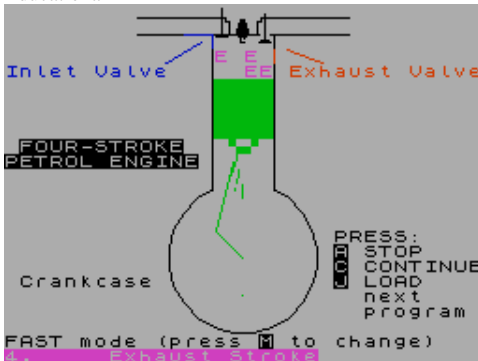 E E
Inlet Valve EE Exhaust Valve
FOUR-STROKE
PETROL ENGINE
PRESS:
A STOP
C CONTINUE
J LOAD
next
program
Crankcase
FAST mode (press M to change)
4. Exhaust Stroke